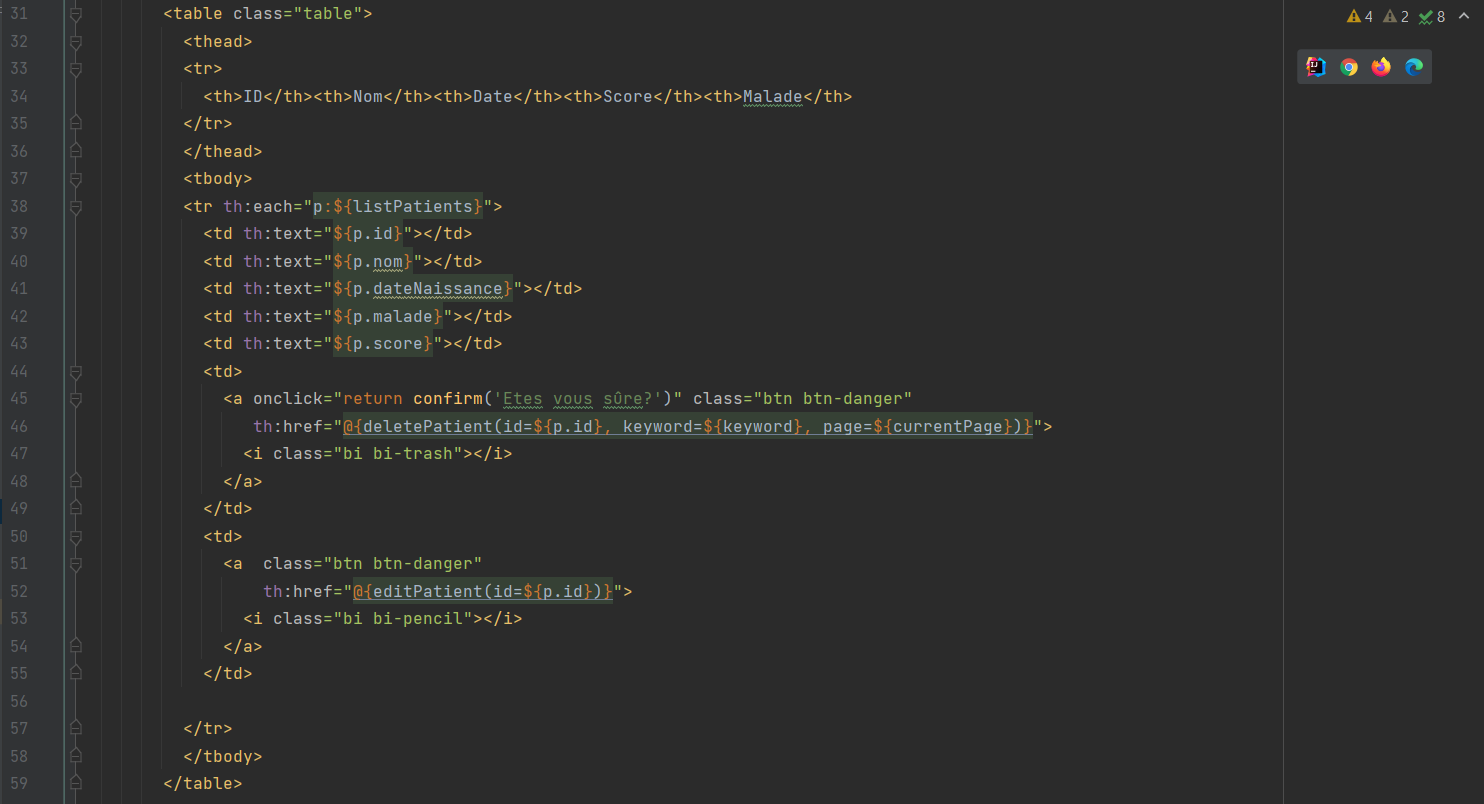 4 2 8
31 <table class="table">
32 <thead>
33 <tr>
34 <th>ID</th><th>Nom</th><th>Date</th><th>Score</th><th>Malade</th>
35 </tr>
36 </thead>
37 <tbody>
38 <tr th:each="p:${listPatients}">
39 <td th:text="${p.id}"></td>
40 <td th:text="${p.nom}"></td>
41 <td th:text="${p.dateNaissance}"></td>
42 <td th:text="${p.malade}"></td>
43 <td th:text="${p.score}"></td>
44 <td>
45 <a onclick="return confirm('Etes vous sûre?')" class="btn btn-danger"
46 th:href="@{deletePatient(id=${p.id}, keyword=${keyword}, page=${currentPage})}">
47 <i class="bi bi-trash"></i>
48 </a>
49 </td>
50 <td>
51 <a  class="btn btn-danger"
52 th:href="@{editPatient(id=${p.id})}">
53 <i class="bi bi-pencil"></i>
54 </a>
55 </td>
56
57 </tr>
58 </tbody>
59 </table>